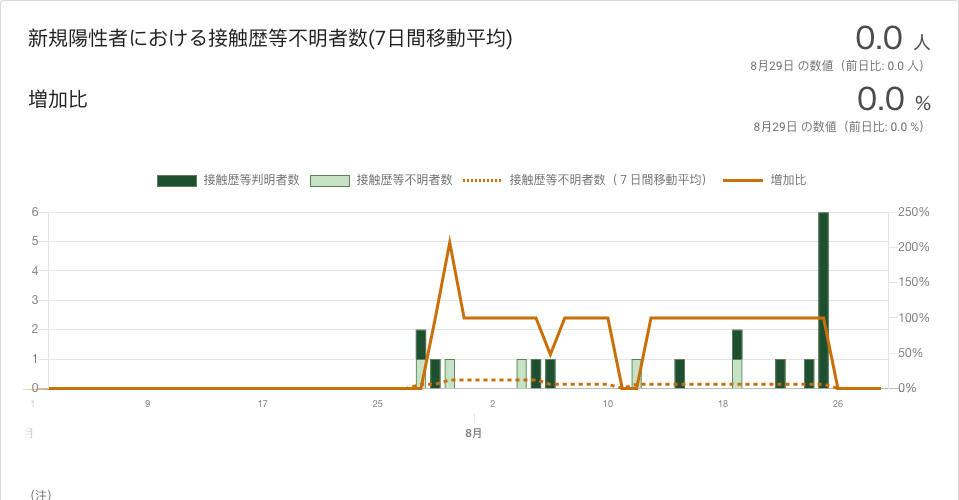 新規陽性者における接触歴等不明者数(7日間移動平均)
0.0 人
8月29日 の数値（前日比: 0.0 人）
増加比
0.0 %
8月29日 の数値（前日比: 0.0 %）
接触歴等判明者数 接触歴等不明者数 接触歴等不明者数（７日間移動平均） 増加比
6 250%
5 200%
4 150%
3 100%
2 50%
1 0%
0
1 9 17 25 2 10 18 26
月 8月
(注)